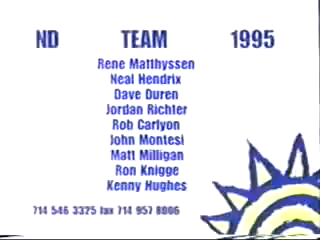 ND TEAM 1995
Rene Matthyssen
Neal Hendrix
Dave Duren
Jordan Richter
Rob Carlyon
John Montesi
Matt Milligan
Ron Knigge
Kenny Hughes
714 546 3325 fax 714 957 8006